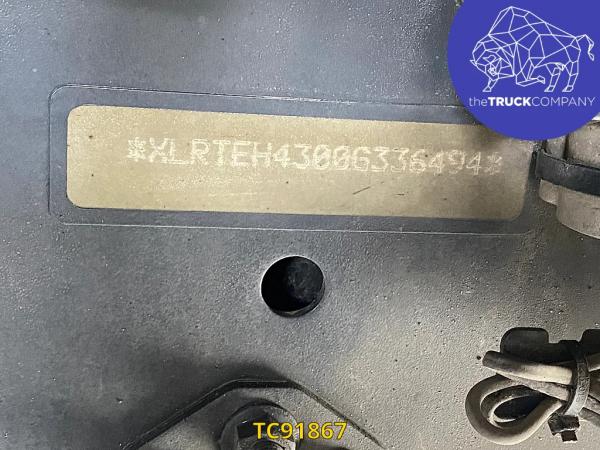 theTRUCKCOMPANY
*XLRTEH4300G336494*
TC91867